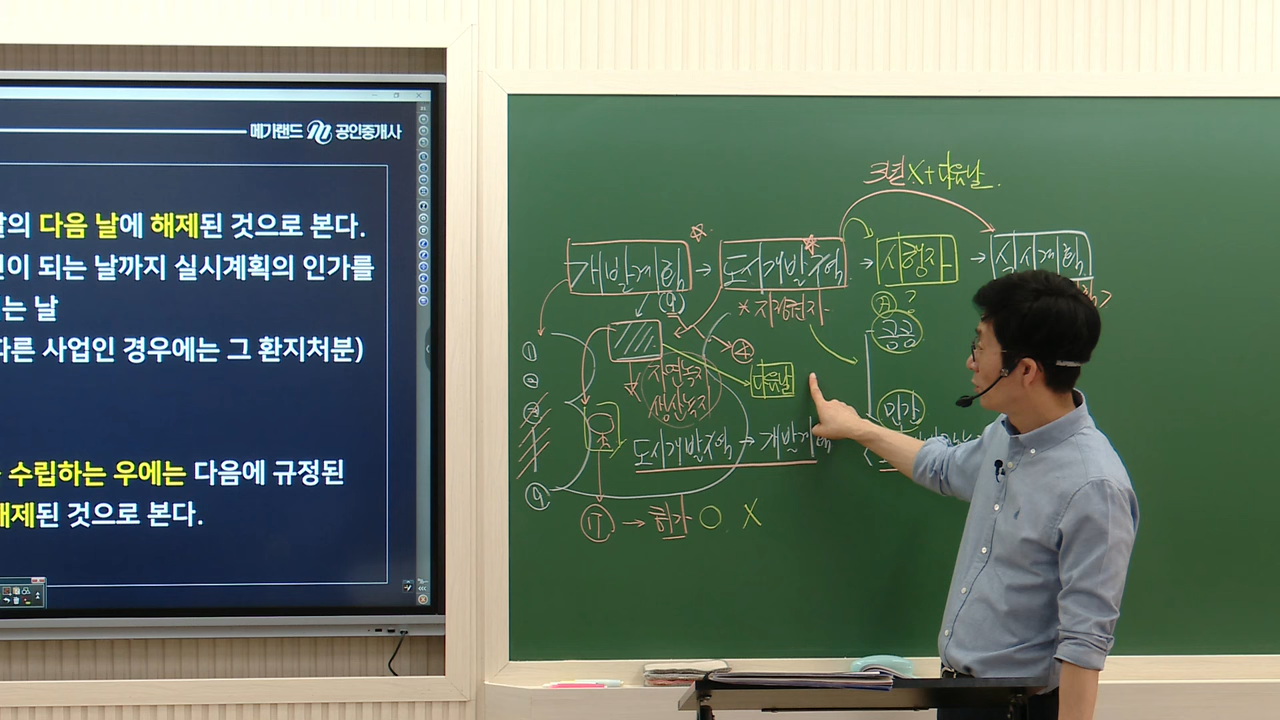 메가랜드 공인중개사
날의 다음 날에 해제된 것으로 본다.
이 되는 날까지 실시계획의 인가를
는 날
따른 사업인 경우에는 그 환지처분)
수립하는 우에는 다음에 규정된
해제된 것으로 본다.
3년 X + 다음날
개발계획 → 도시개발구역 → 시행자 → 실시계획
* 지정권자
공공
자연녹지
생산녹지
다음날
민간
도시개발구역 → 개발계획
① ② ⑨
④
→ 허가 ○ X